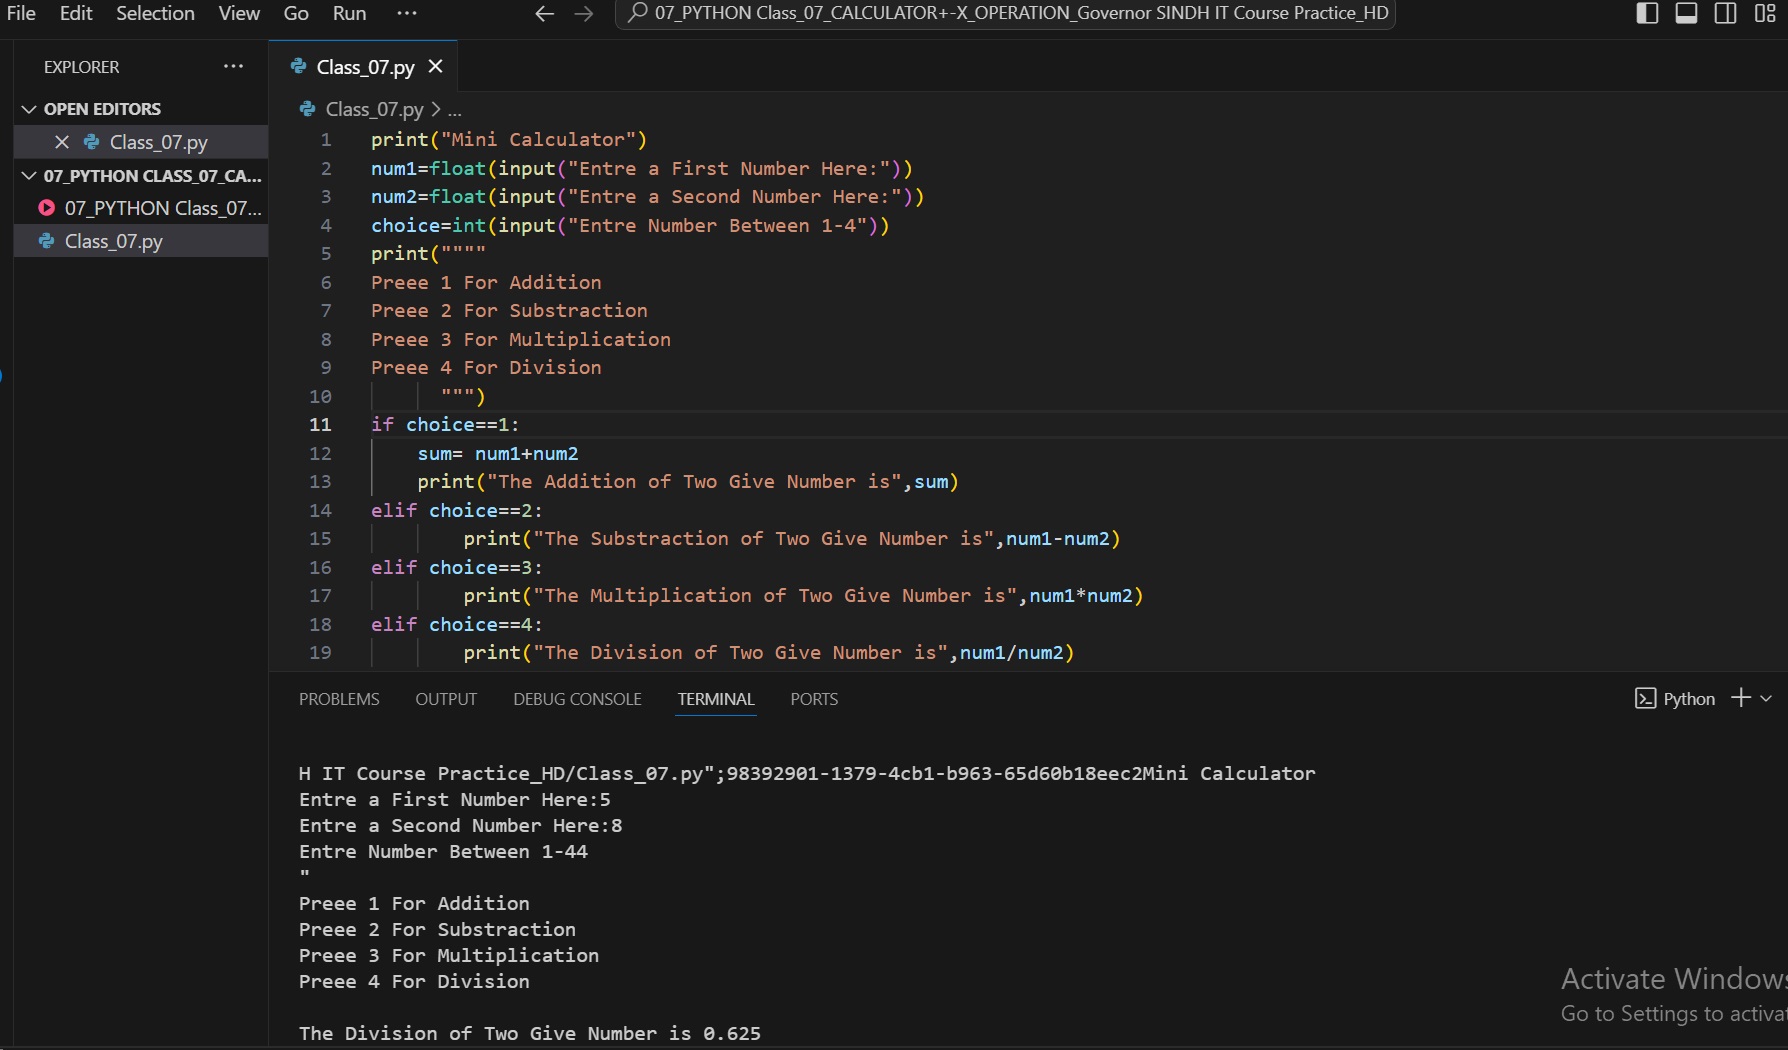 File Edit Selection View Go Run ...
07_PYTHON Class_07_CALCULATOR+-X_OPERATION_Governor SINDH IT Course Practice_HD
EXPLORER ...
OPEN EDITORS
Class_07.py
07_PYTHON CLASS_07_CA...
07_PYTHON Class_07...
Class_07.py
Class_07.py
Class_07.py > ...
1 print("Mini Calculator")
2 num1=float(input("Entre a First Number Here:"))
3 num2=float(input("Entre a Second Number Here:"))
4 choice=int(input("Entre Number Between 1-4"))
5 print(""""
6 Preee 1 For Addition
7 Preee 2 For Substraction
8 Preee 3 For Multiplication
9 Preee 4 For Division
10 """)
11 if choice==1:
12 sum= num1+num2
13 print("The Addition of Two Give Number is",sum)
14 elif choice==2:
15 print("The Substraction of Two Give Number is",num1-num2)
16 elif choice==3:
17 print("The Multiplication of Two Give Number is",num1*num2)
18 elif choice==4:
19 print("The Division of Two Give Number is",num1/num2)
PROBLEMS OUTPUT DEBUG CONSOLE TERMINAL PORTS
Python
H IT Course Practice_HD/Class_07.py";98392901-1379-4cb1-b963-65d60b18eec2Mini Calculator
Entre a First Number Here:5
Entre a Second Number Here:8
Entre Number Between 1-44
"
Preee 1 For Addition
Preee 2 For Substraction
Preee 3 For Multiplication
Preee 4 For Division
The Division of Two Give Number is 0.625
Activate Windows
Go to Settings to activa